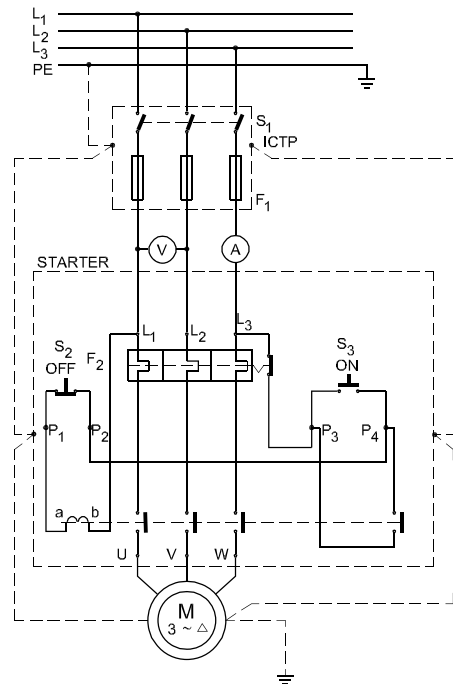 L1
L2
L3
PE
S1
ICTP
F1
V
A
STARTER
L1
L2
L3
S2
OFF
F2
S3
ON
P1
P2
P3
P4
a
b
U
V
W
M
3 ~ △